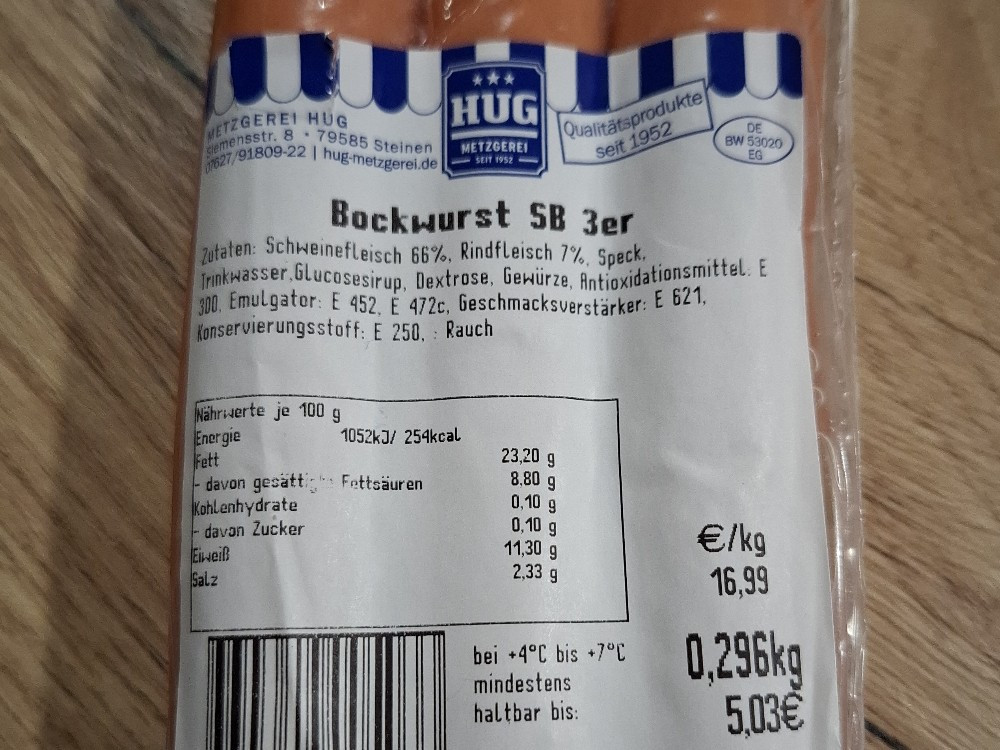 HUG
METZGEREI
SEIT 1952
METZGEREI HUG
Siemensstr. 8 • 79585 Steinen
07627/91809-22 | hug-metzgerei.de
Qualitätsprodukte
seit 1952
DE
BW 53020
EG
Bockwurst SB 3er
Zutaten: Schweinefleisch 66%, Rindfleisch 7%, Speck,
Trinkwasser,Glucosesirup, Dextrose, Gewürze, Antioxidationsmittel: E
300, Emulgator: E 452, E 472c, Geschmacksverstärker: E 621,
Konservierungsstoff: E 250, : Rauch
Nährwerte je 100 g
Energie 1052kJ/ 254kcal
Fett 23,20 g
- davon Fettsäuren 8,80 g
Kohlenhydrate 0,10 g
- davon Zucker 0,10 g
Eiweiß 11,30 g
Salz 2,33 g
€/kg
16,99
bei +4°C bis +7°C
mindestens
haltbar bis:
0,296kg
5,03€